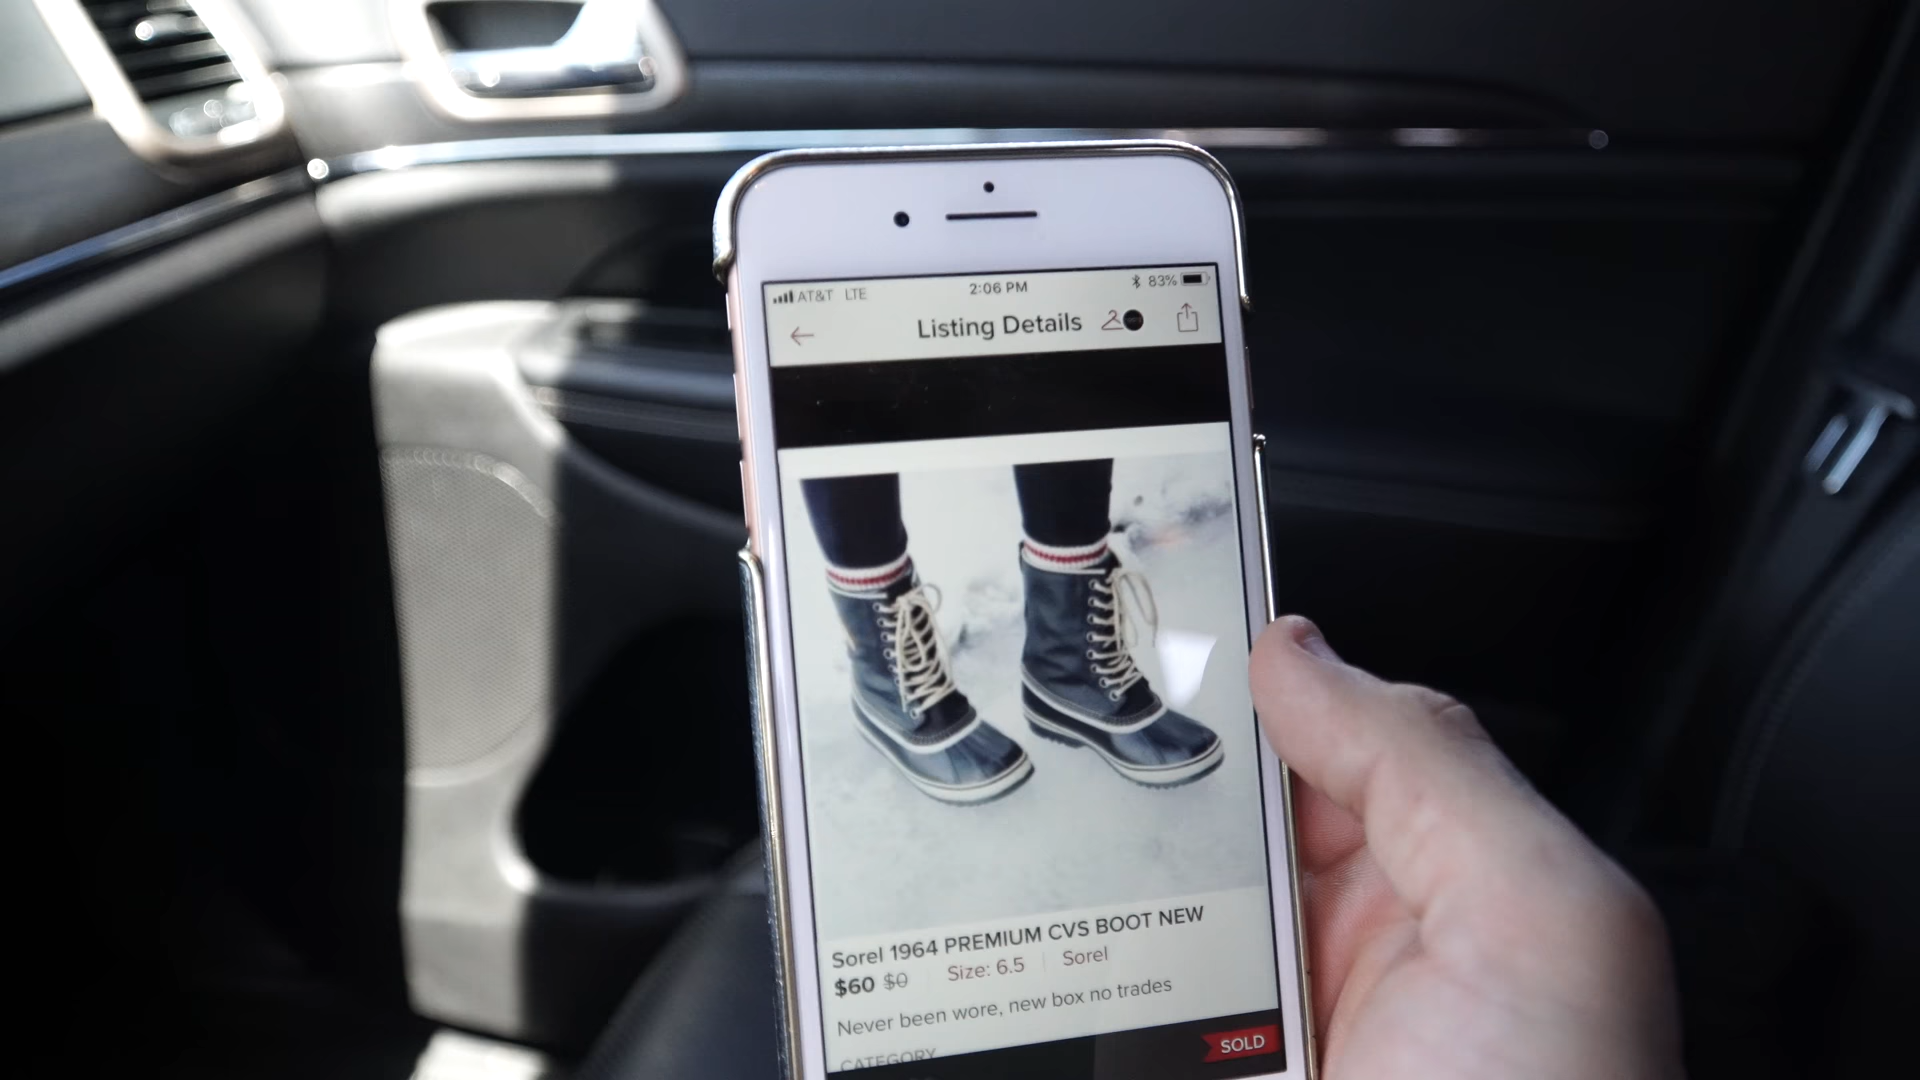 AT&T LTE 2:06 PM 83%
Listing Details
Sorel 1964 PREMIUM CVS BOOT NEW
$60 $0 Size: 6.5 Sorel
Never been wore, new box no trades
CATEGORY
SOLD